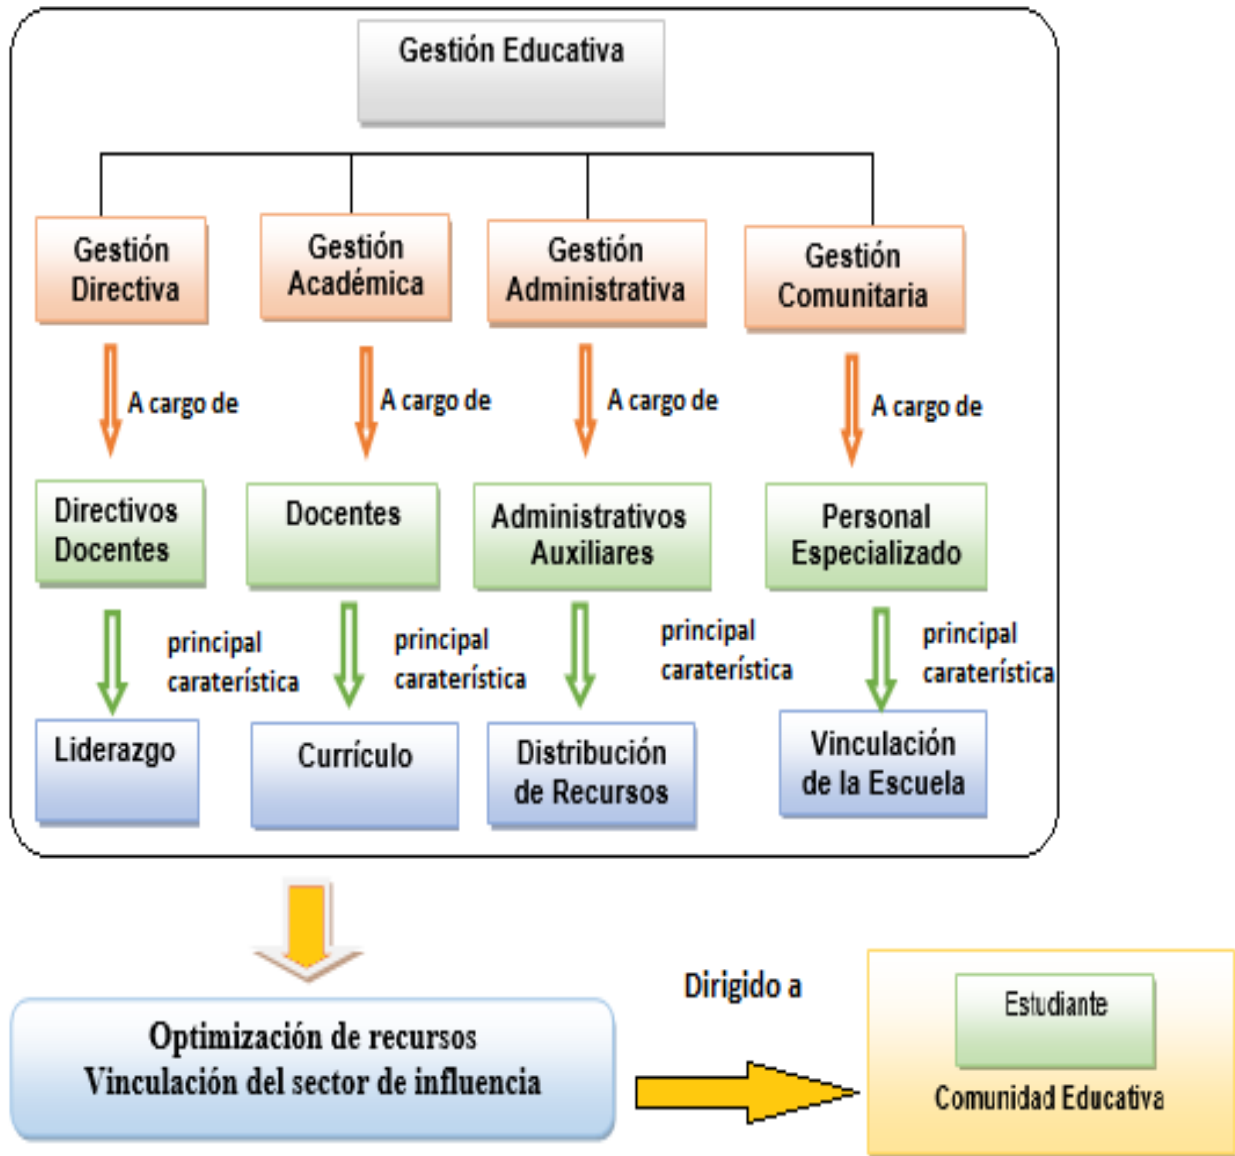 Gestión Educativa
Gestión
Directiva
Gestión
Académica
Gestión
Administrativa
Gestión
Comunitaria
A cargo de
A cargo de
A cargo de
A cargo de
Directivos
Docentes
Docentes
Administrativos
Auxiliares
Personal
Especializado
principal
caraterística
principal
caraterística
principal
caraterística
principal
caraterística
Liderazgo
Currículo
Distribución
de Recursos
Vinculación
de la Escuela
Optimización de recursos
Vinculación del sector de influencia
Dirigido a
Estudiante
Comunidad Educativa